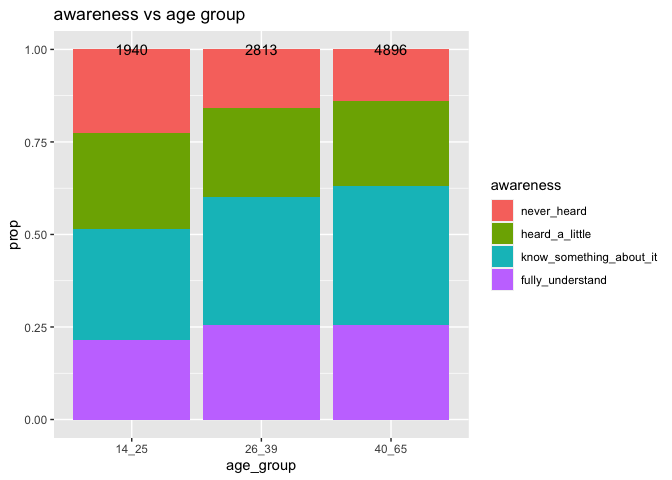 awareness vs age group
1.00
0.75
0.50
0.25
0.00
prop
1940
2813
4896
14_25
26_39
40_65
age_group
awareness
never_heard
heard_a_little
know_something_about_it
fully_understand